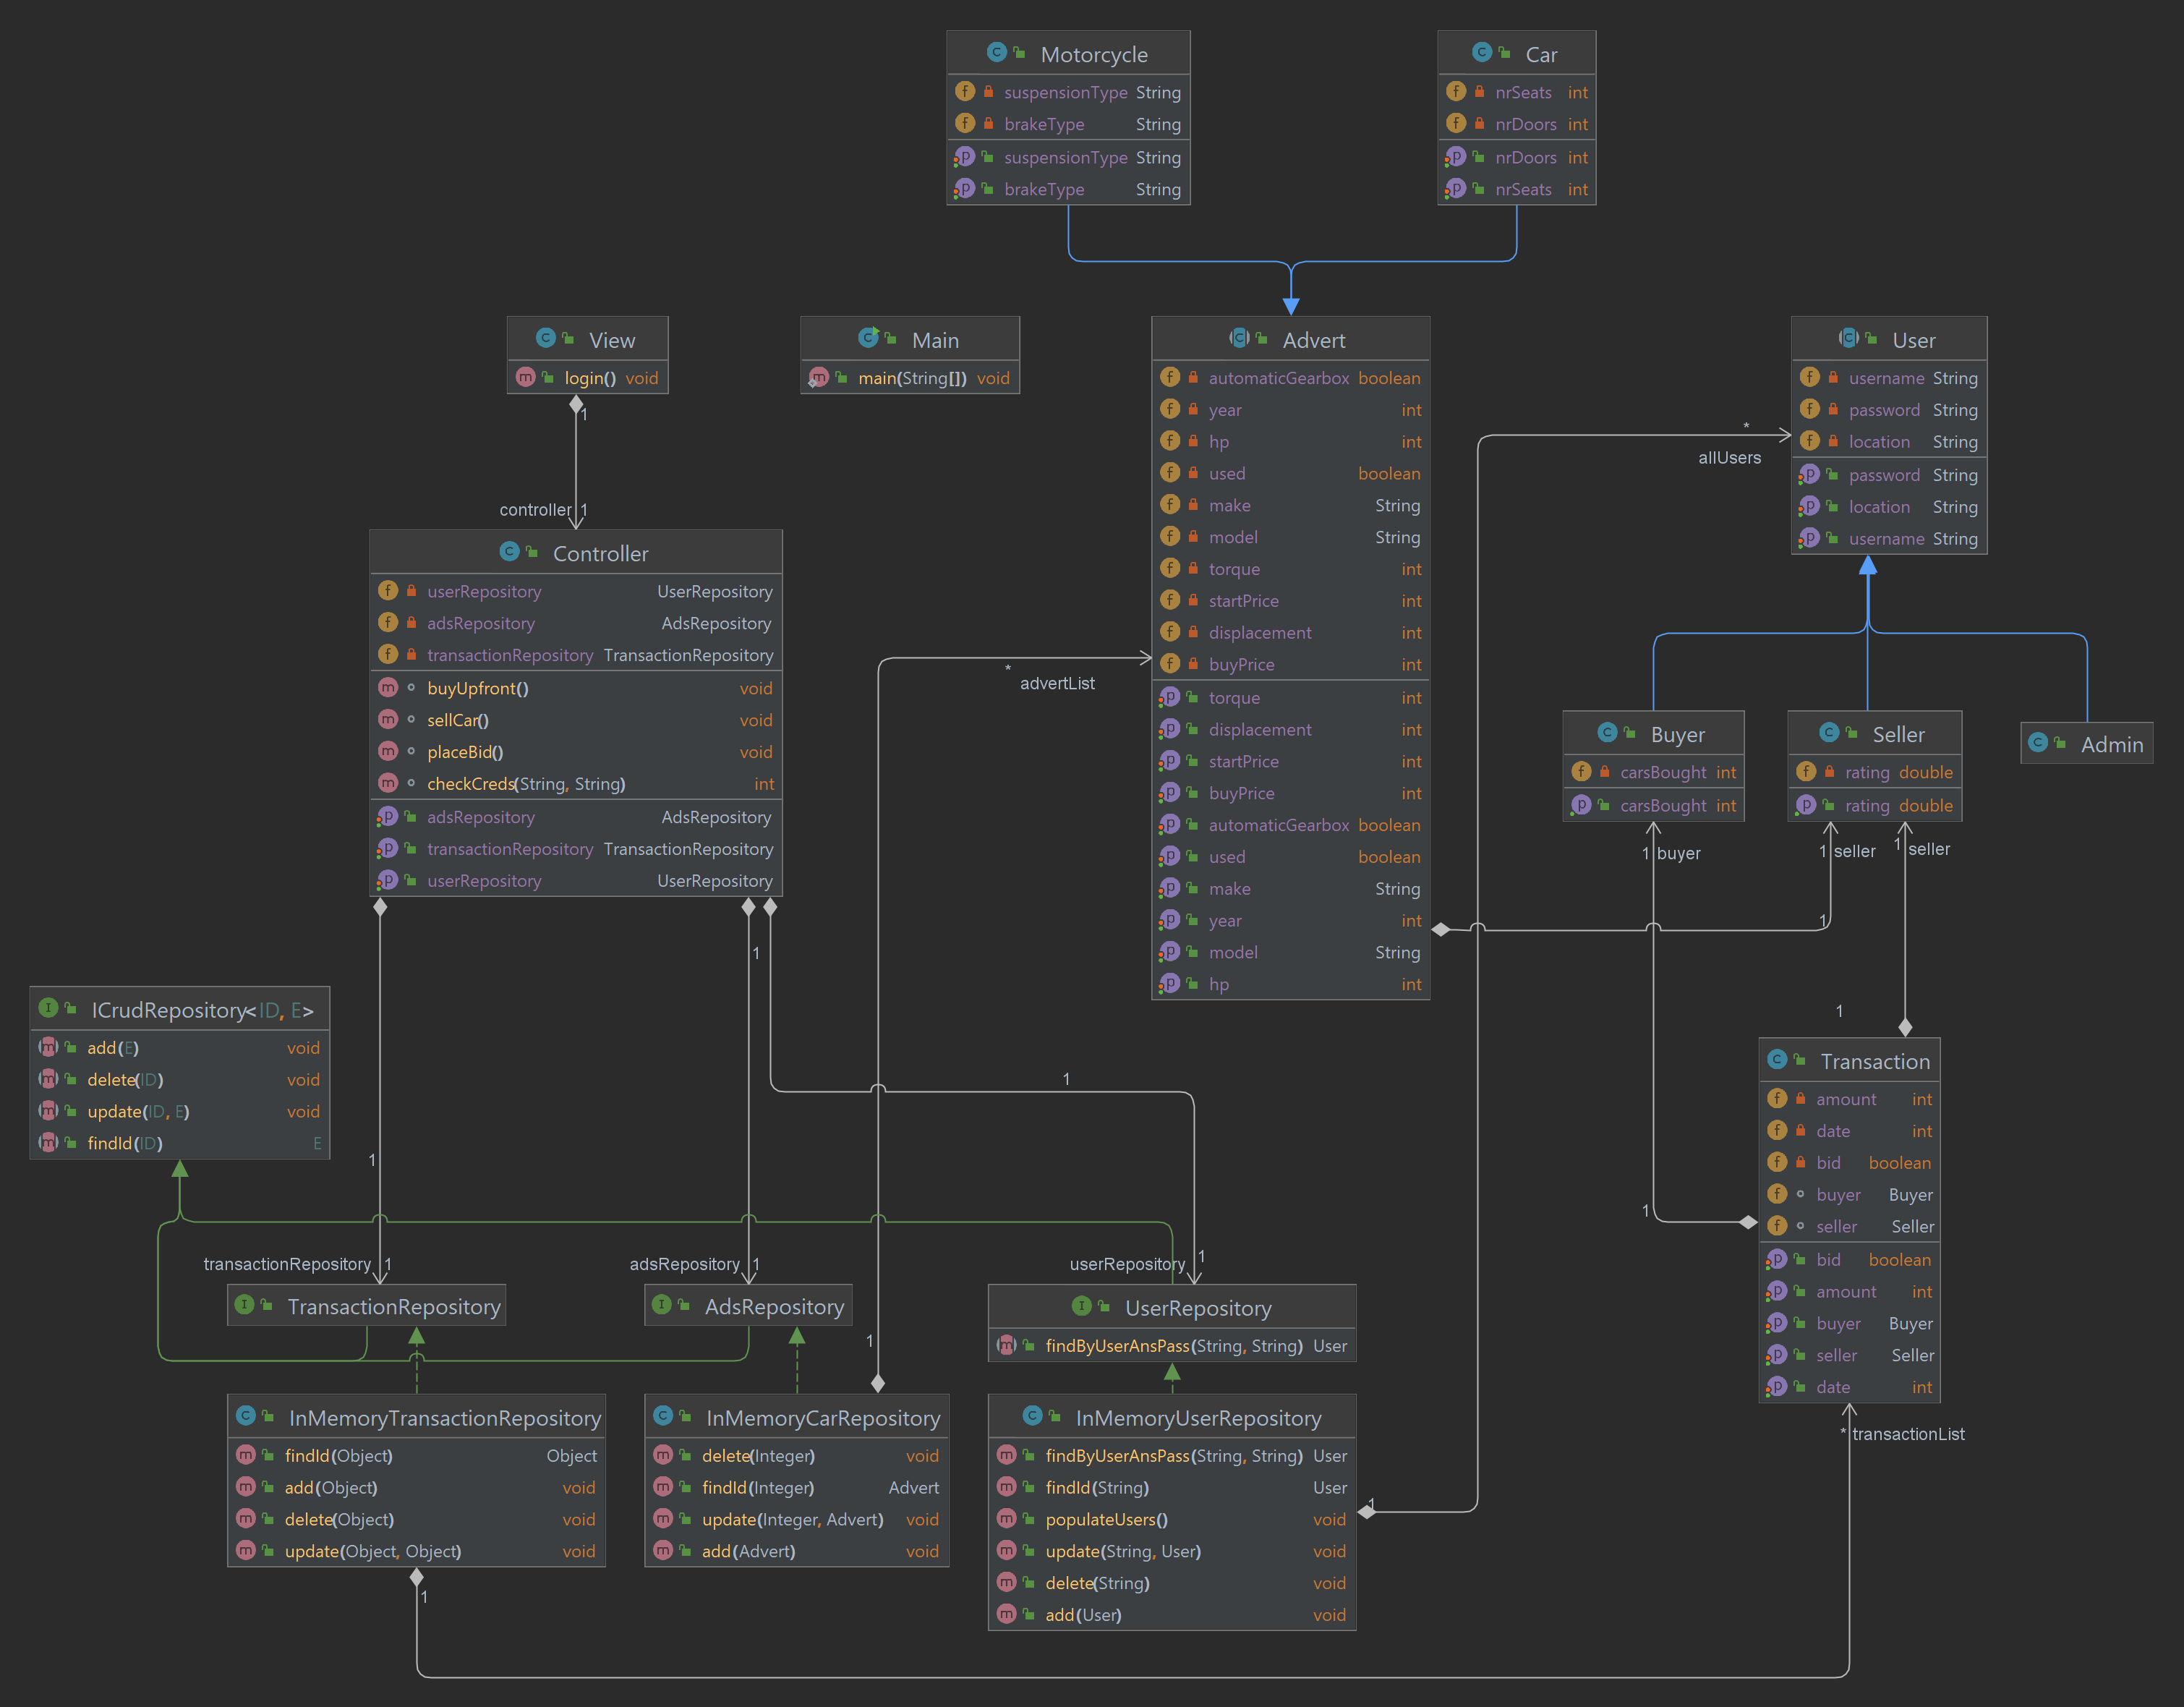 Motorcycle
suspensionType String
brakeType String
suspensionType String
brakeType String
Car
nrSeats int
nrDoors int
nrDoors int
nrSeats int
View
login() void
1
controller 1
Main
main(String[]) void
Advert
automaticGearbox boolean
year int
hp int
used boolean
make String
model String
torque int
startPrice int
displacement int
buyPrice int
torque int
displacement int
startPrice int
buyPrice int
automaticGearbox boolean
used boolean
make String
year int
model String
hp int
User
username String
password String
location String
password String
location String
username String
*
allUsers
Controller
userRepository UserRepository
adsRepository AdsRepository
transactionRepository TransactionRepository
buyUpfront() void
sellCar() void
placeBid() void
checkCreds(String, String) int
adsRepository AdsRepository
transactionRepository TransactionRepository
userRepository UserRepository
*
advertList
Buyer
carsBought int
carsBought int
Seller
rating double
rating double
Admin
1 buyer
1 seller
1 seller
1
1
1
ICrudRepository<ID, E>
add(E) void
delete(ID) void
update(ID, E) void
findId(ID) E
1
1
Transaction
amount int
date int
bid boolean
buyer Buyer
seller Seller
bid boolean
amount int
buyer Buyer
seller Seller
date int
1
transactionRepository 1
adsRepository 1
userRepository 1
TransactionRepository
AdsRepository
UserRepository
findByUserAnsPass(String, String) User
1
InMemoryTransactionRepository
findId(Object) Object
add(Object) void
delete(Object) void
update(Object, Object) void
InMemoryCarRepository
delete(Integer) void
findId(Integer) Advert
update(Integer, Advert) void
add(Advert) void
InMemoryUserRepository
findByUserAnsPass(String, String) User
findId(String) User
populateUsers() void
update(String, User) void
delete(String) void
add(User) void
1
* transactionList
1